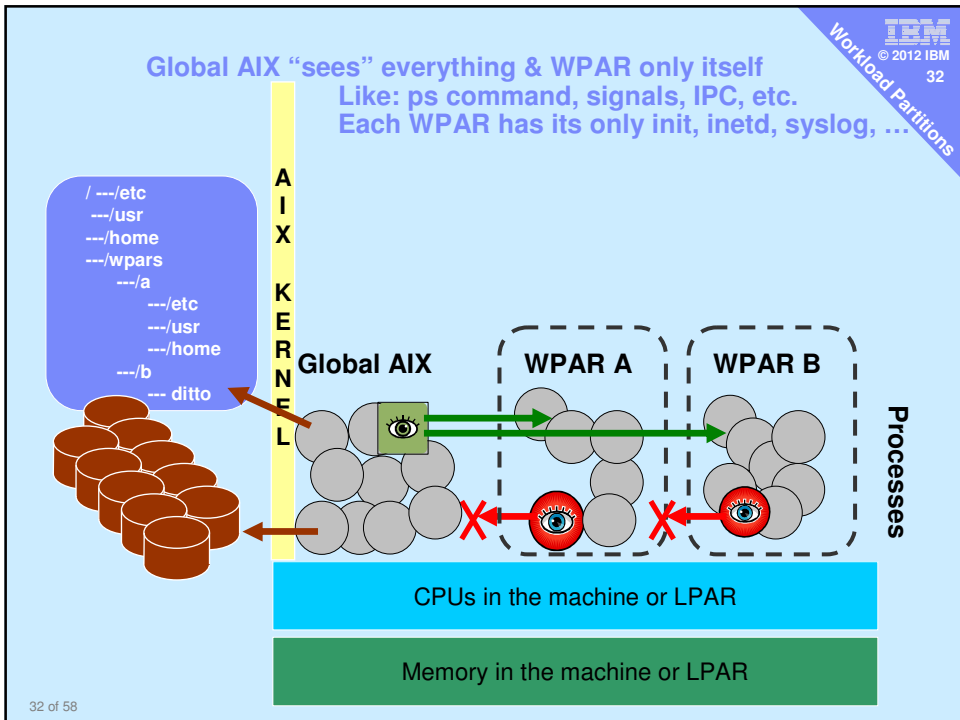 IBM
© 2012 IBM
32
Workload Partitions
Global AIX “sees” everything & WPAR only itself
Like: ps command, signals, IPC, etc.
Each WPAR has its only init, inetd, syslog, …
/ ---/etc
---/usr
---/home
---/wpars
---/a
---/etc
---/usr
---/home
---/b
--- ditto
AIX KERNEL
Global AIX
WPAR A
WPAR B
Processes
CPUs in the machine or LPAR
Memory in the machine or LPAR
32 of 58